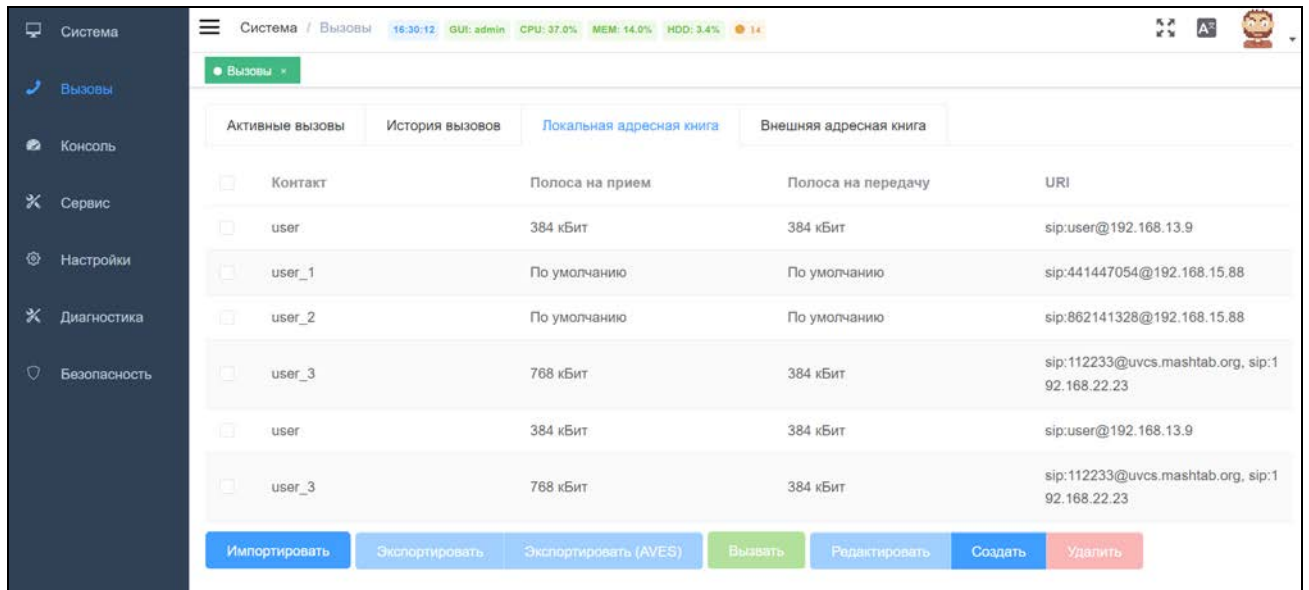 Система
Вызовы
Консоль
Сервис
Настройки
Диагностика
Безопасность
Система / Вызовы 16:30:12 GUI: admin CPU: 37.0% MEM: 14.0% HDD: 3.4% 14
Вызовы ×
Активные вызовы История вызовов Локальная адресная книга Внешняя адресная книга
Контакт Полоса на прием Полоса на передачу URI
user 384 кБит 384 кБит sip:user@192.168.13.9
user_1 По умолчанию По умолчанию sip:441447054@192.168.15.88
user_2 По умолчанию По умолчанию sip:862141328@192.168.15.88
user_3 768 кБит 384 кБит sip:112233@uvcs.mashtab.org, sip:1
92.168.22.23
user 384 кБит 384 кБит sip:user@192.168.13.9
user_3 768 кБит 384 кБит sip:112233@uvcs.mashtab.org, sip:1
92.168.22.23
Импортировать Экспортировать Экспортировать (AVES) Вызвать Редактировать Создать Удалить